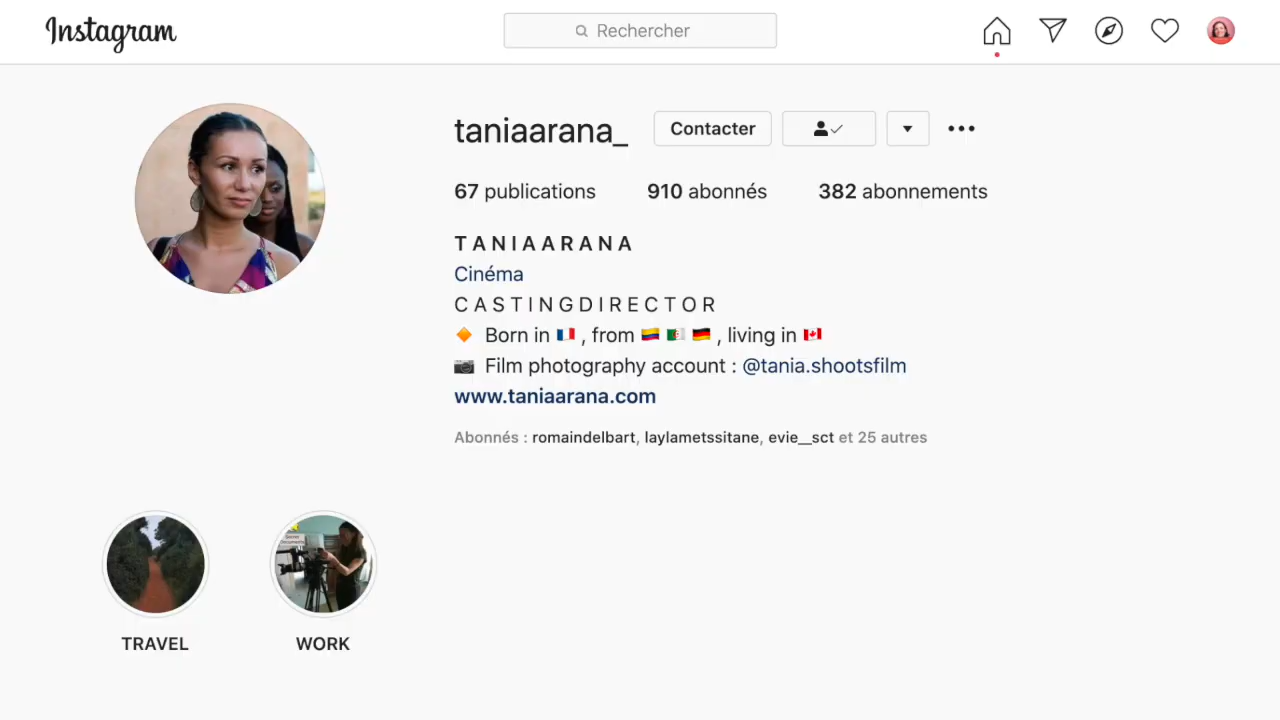 Instagram
Rechercher
taniaarana_
Contacter
67 publications
910 abonnés
382 abonnements
T A N I A A R A N A
Cinéma
C A S T I N G D I R E C T O R
🔸 Born in 🇫🇷 , from 🇨🇴 🇩🇿 🇩🇪 , living in 🇨🇦
📷 Film photography account : @tania.shootsfilm
www.taniaarana.com
Abonnés : romaindelbart, laylametssitane, evie__sct et 25 autres
TRAVEL
WORK